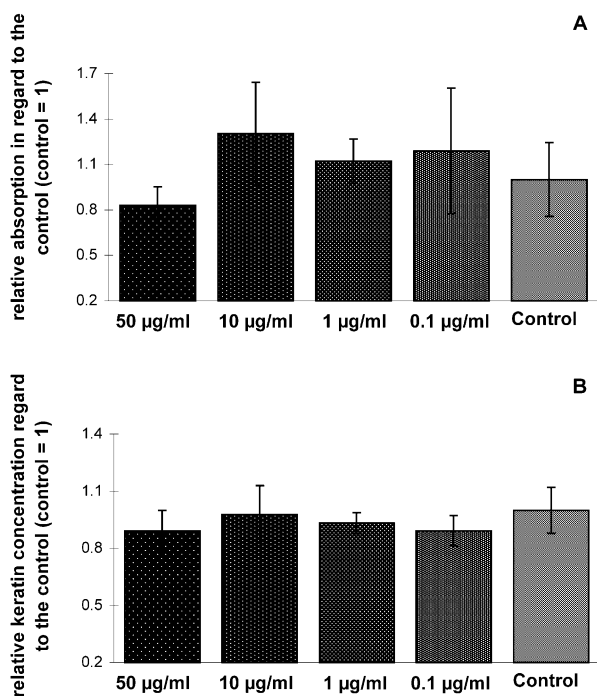 A
relative absorption in regard to the
control (control = 1)
1.7
1.4
1.1
0.8
0.5
0.2
50 µg/ml 10 µg/ml 1 µg/ml 0.1 µg/ml Control
B
relative keratin concentration regard
to the control (control = 1)
1.4
1.1
0.8
0.5
0.2
50 µg/ml 10 µg/ml 1 µg/ml 0.1 µg/ml Control